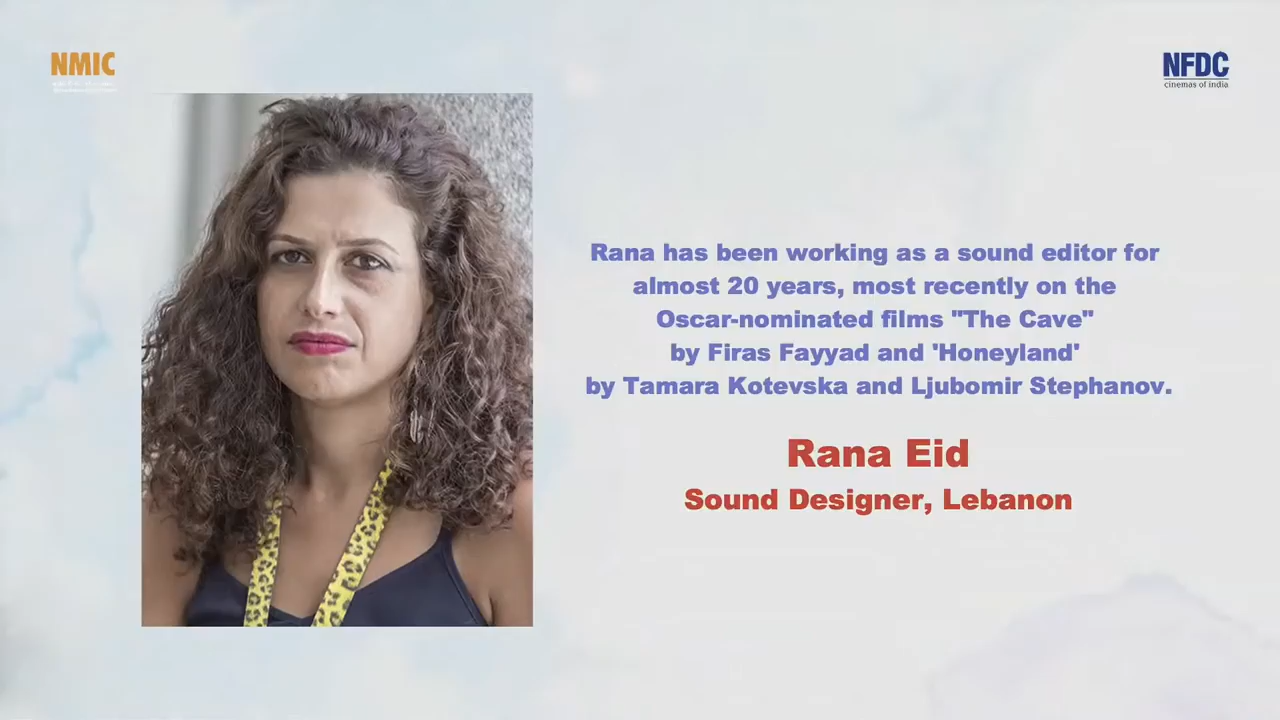 NMIC
NFDC
cinemas of india
Rana has been working as a sound editor for
almost 20 years, most recently on the
Oscar-nominated films "The Cave"
by Firas Fayyad and 'Honeyland'
by Tamara Kotevska and Ljubomir Stephanov.
Rana Eid
Sound Designer, Lebanon